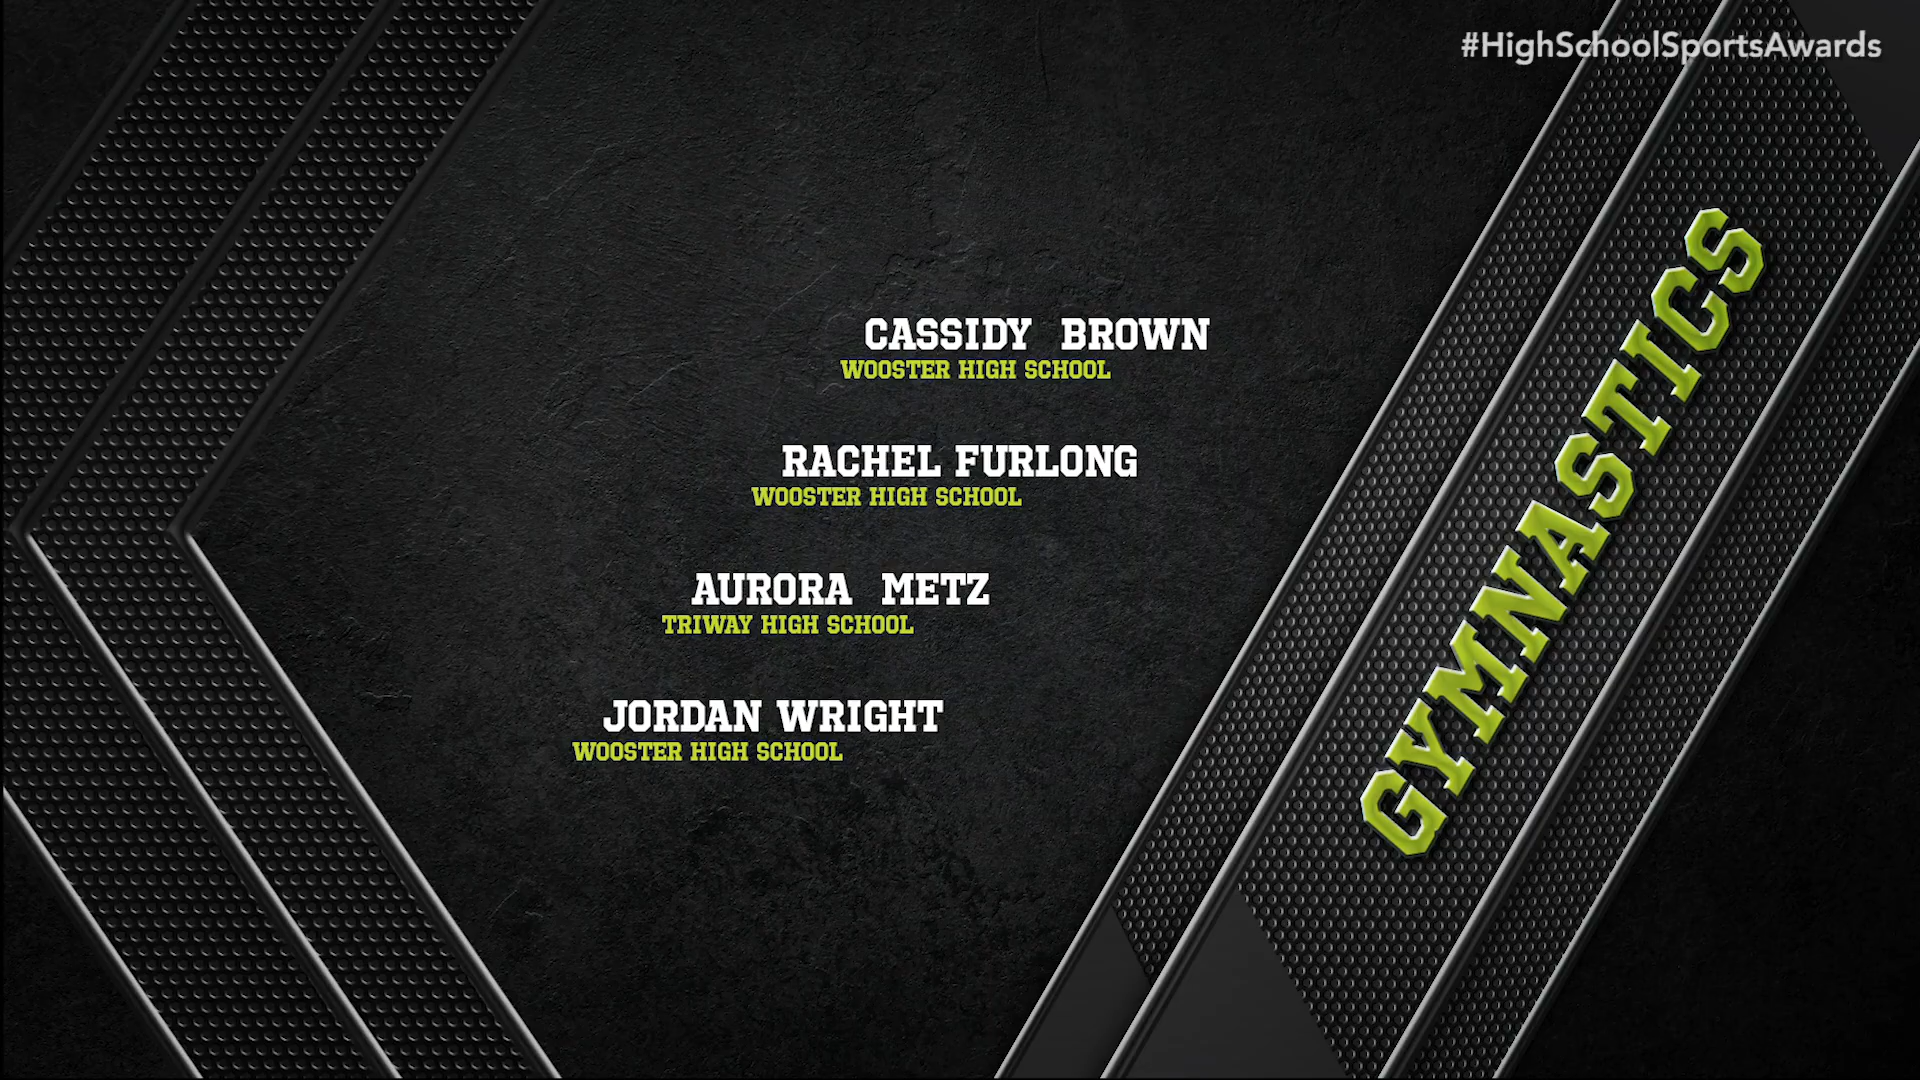 #HighSchoolSportsAwards
CASSIDY BROWN
WOOSTER HIGH SCHOOL
RACHEL FURLONG
WOOSTER HIGH SCHOOL
AURORA METZ
TRIWAY HIGH SCHOOL
JORDAN WRIGHT
WOOSTER HIGH SCHOOL
GYMNASTICS